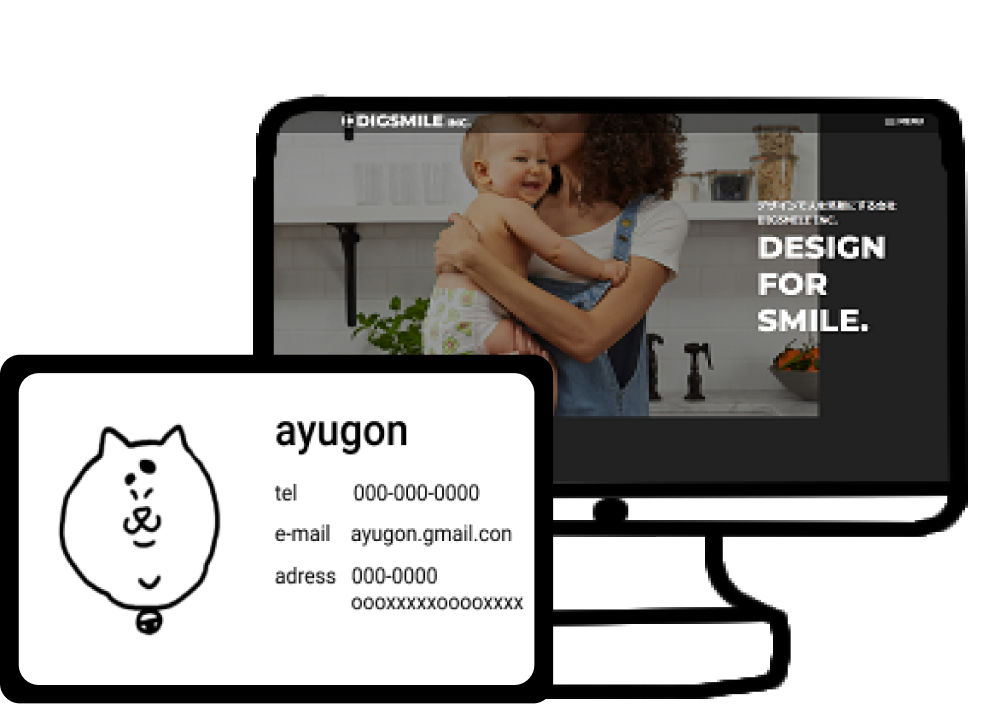 DIGSMILE INC.
MENU
デザインで人を笑顔にする会社
DIGSMILE INC.
DESIGN
FOR
SMILE.
ayugon
tel 000-000-0000
e-mail ayugon.gmail.con
adress 000-0000
oooxxxxxooooxxxx